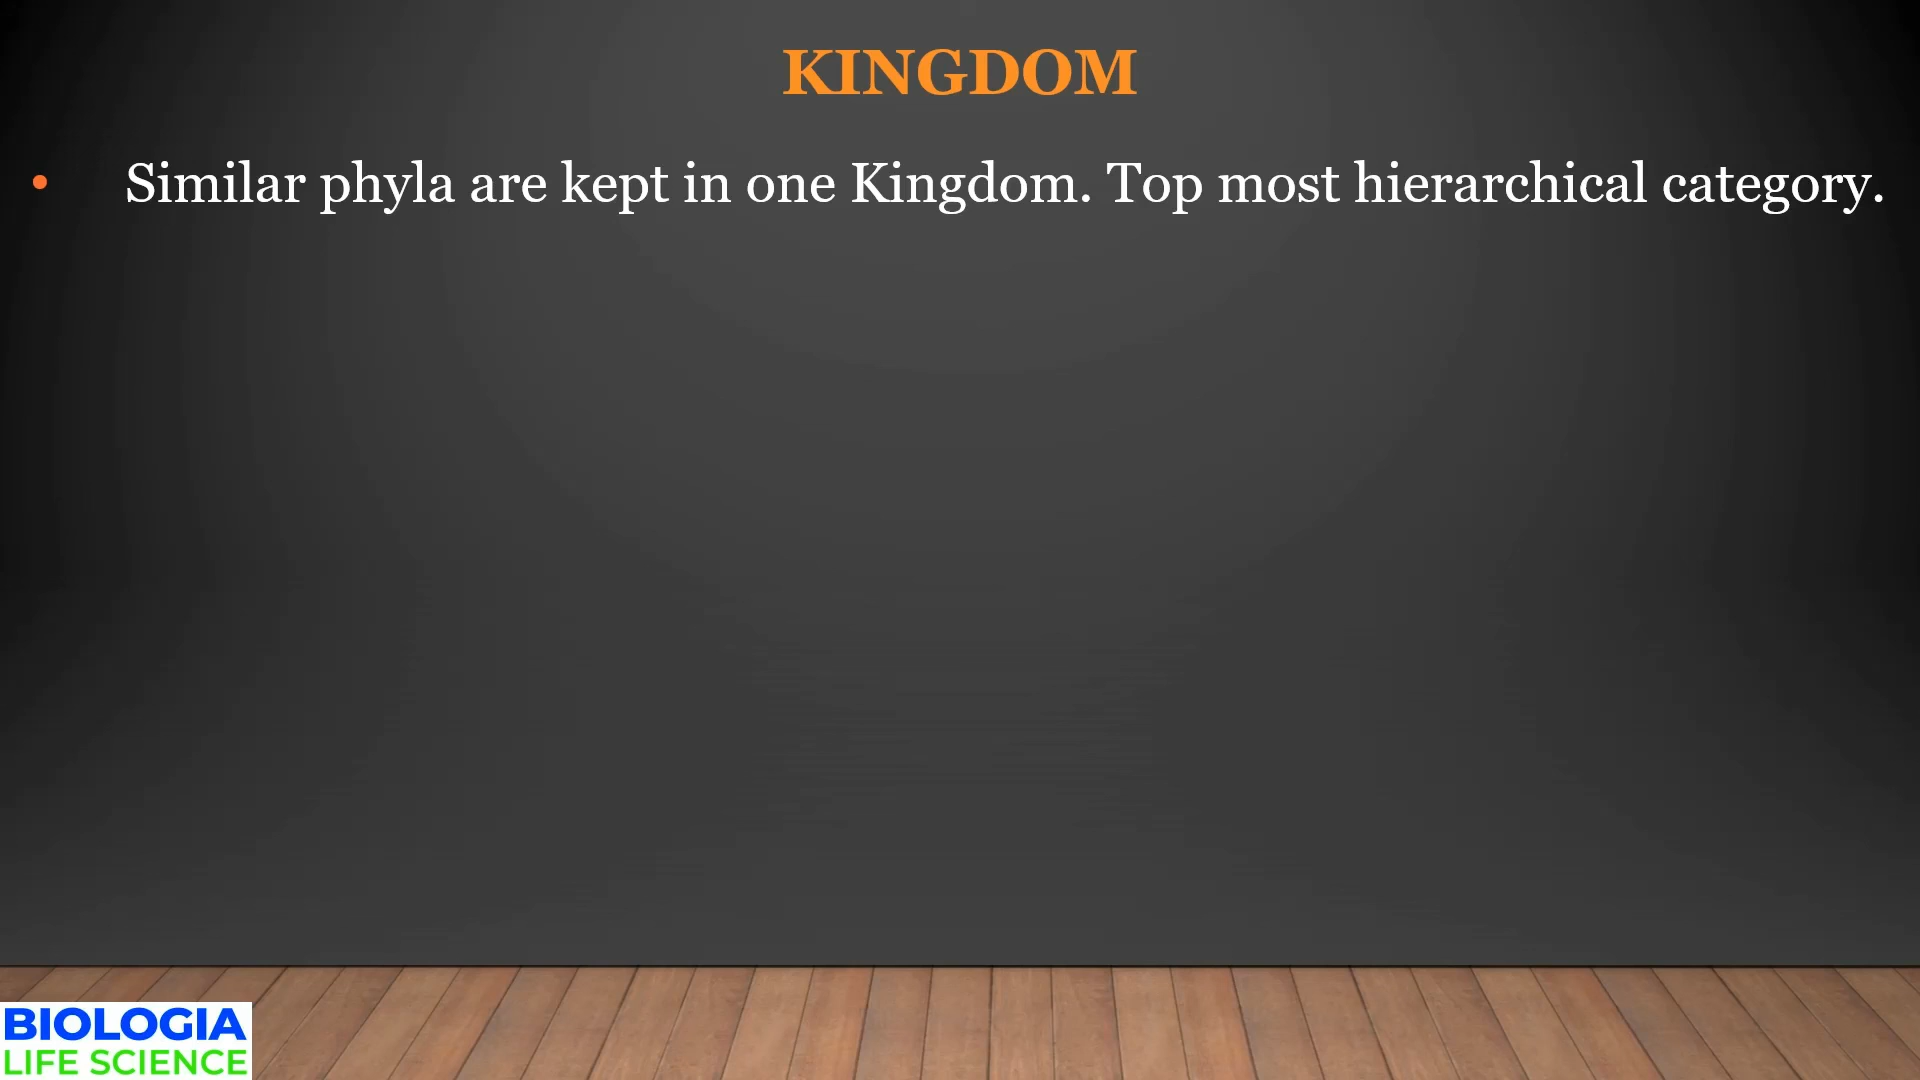 KINGDOM
• Similar phyla are kept in one Kingdom. Top most hierarchical category.
BIOLOGIA
LIFE SCIENCE